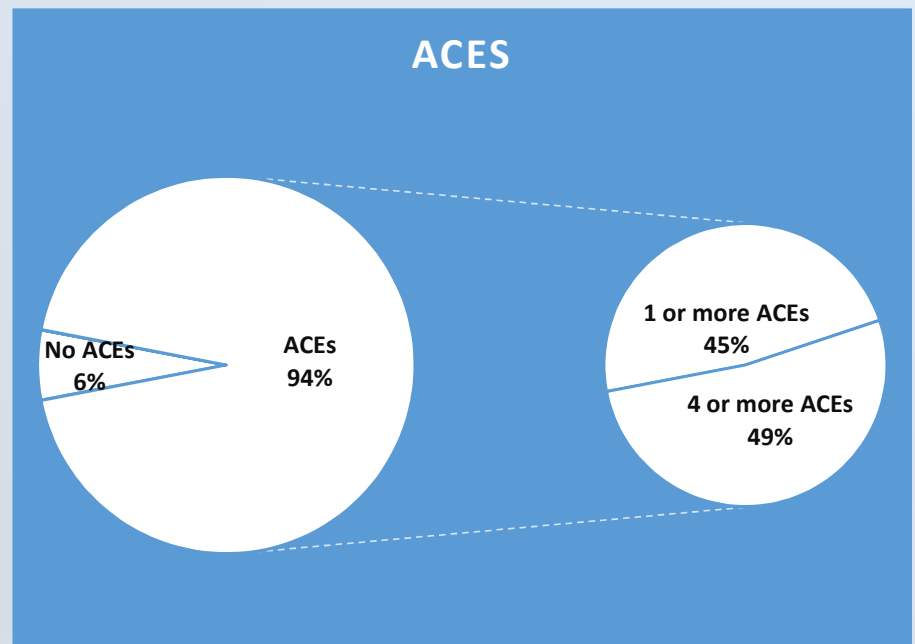 ACES
No ACEs
6%
ACEs
94%
1 or more ACEs
45%
4 or more ACEs
49%